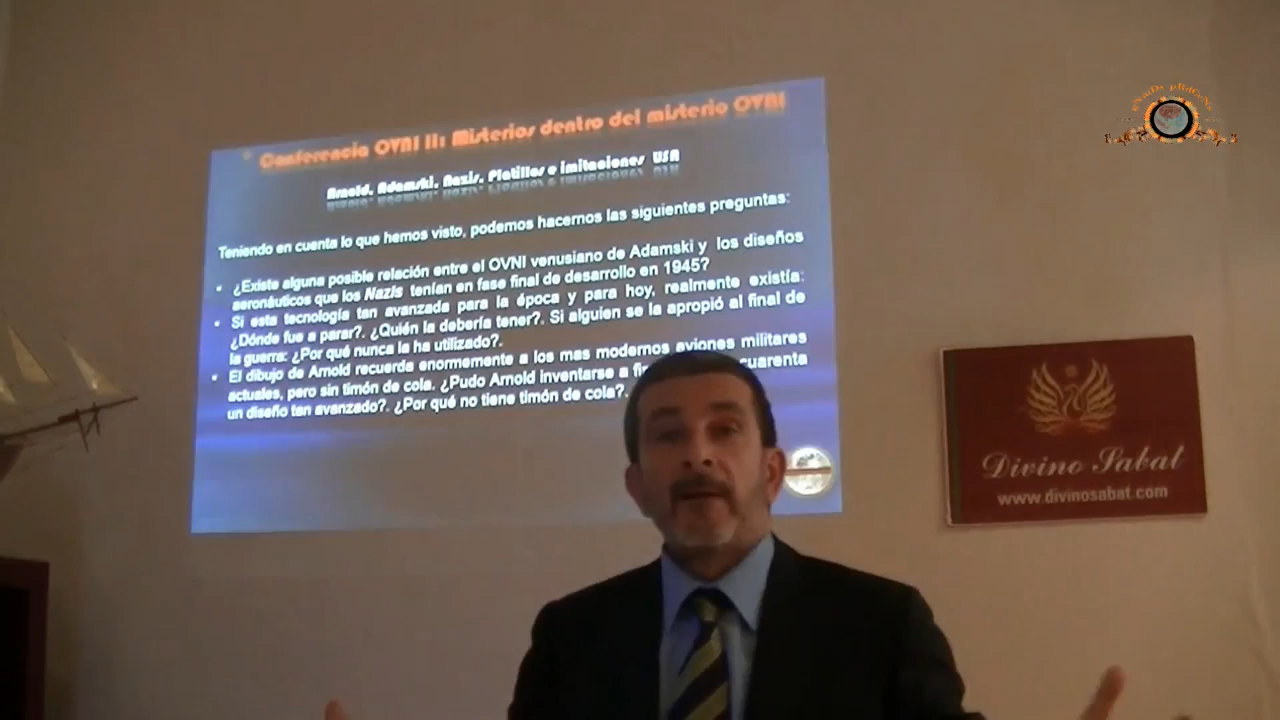 Conferencia OVNI II: Misterios dentro del misterio OVNI
Arnold, Adamski, Nazis, Platillos e imitaciones USA
Teniendo en cuenta lo que hemos visto, podemos hacernos las siguientes preguntas:
• ¿Existe alguna posible relación entre el OVNI venusiano de Adamski y los diseños
aeronáuticos que los Nazis tenían en fase final de desarrollo en 1945?
• Si esta tecnología tan avanzada para la época y para hoy, realmente existía:
¿Dónde fue a parar?. ¿Quién la debería tener?. Si alguien se la apropió al final de
la guerra: ¿Por qué nunca la ha utilizado?.
• El dibujo de Arnold recuerda enormemente a los mas modernos aviones militares
actuales, pero sin timón de cola. ¿Pudo Arnold inventarse a cuarenta
un diseño tan avanzado?. ¿Por qué no tiene timón de cola?.
Divino Sabat
www.divinosabat.com